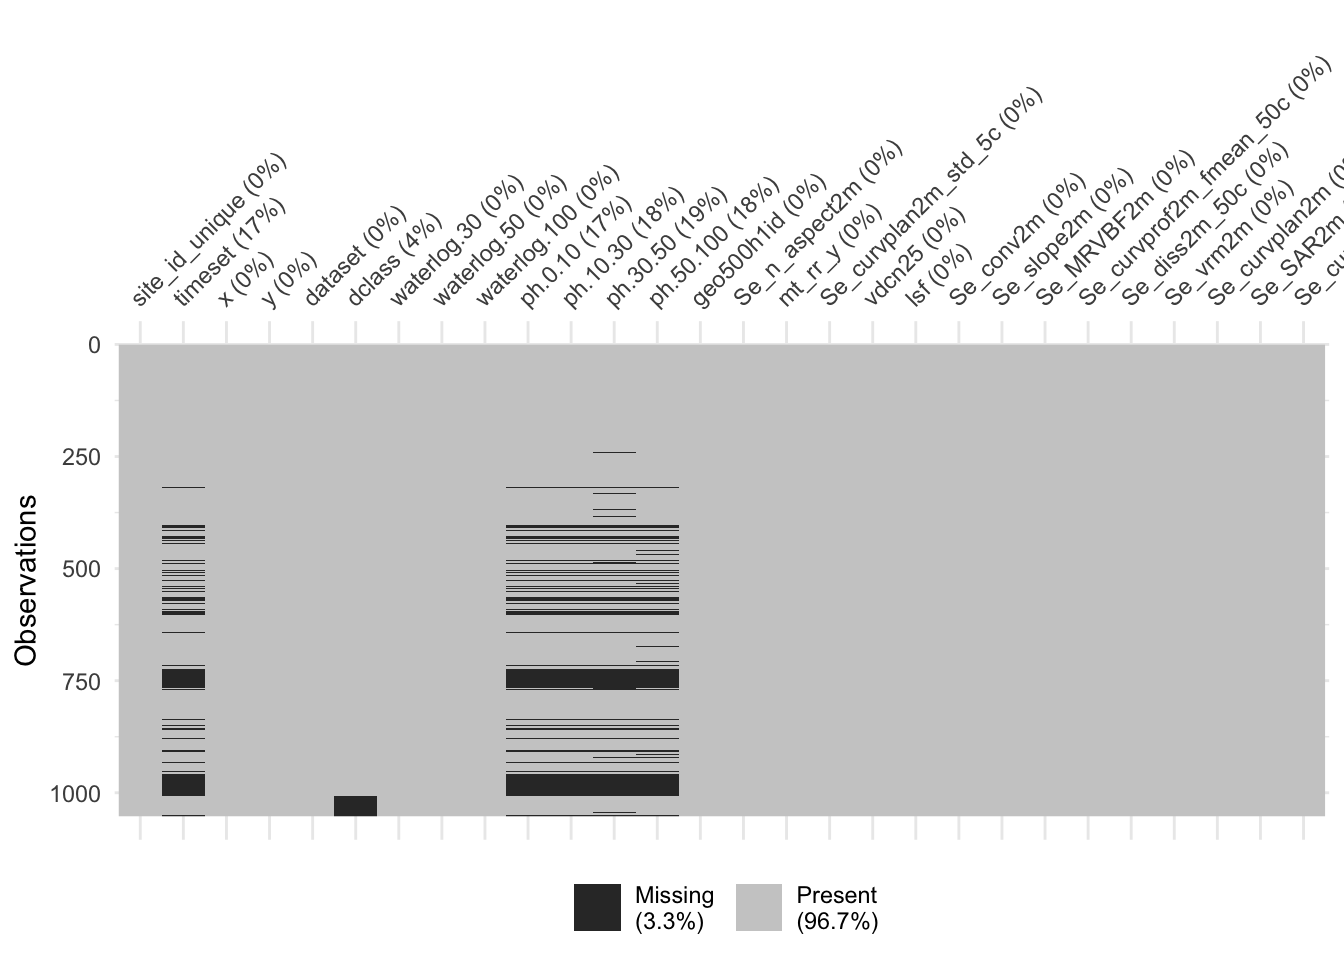 site_id_unique (0%)
timeset (17%)
x (0%)
y (0%)
dataset (0%)
dclass (4%)
waterlog.30 (0%)
waterlog.50 (0%)
waterlog.100 (0%)
ph.0.10 (17%)
ph.10.30 (18%)
ph.30.50 (19%)
ph.50.100 (18%)
geo500h1id (0%)
Se_n_aspect2m (0%)
mt_rr_y (0%)
Se_curvplan2m_std_5c (0%)
vdcn25 (0%)
lsf (0%)
Se_conv2m (0%)
Se_slope2m (0%)
Se_MRVBF2m (0%)
Se_curvprof2m_fmean_50c (0%)
Se_diss2m_50c (0%)
Se_vrm2m (0%)
Se_curvplan2m (0
Se_SAR2m
Se_cu
0
250
500
750
1000
Observations
Missing
(3.3%)
Present
(96.7%)